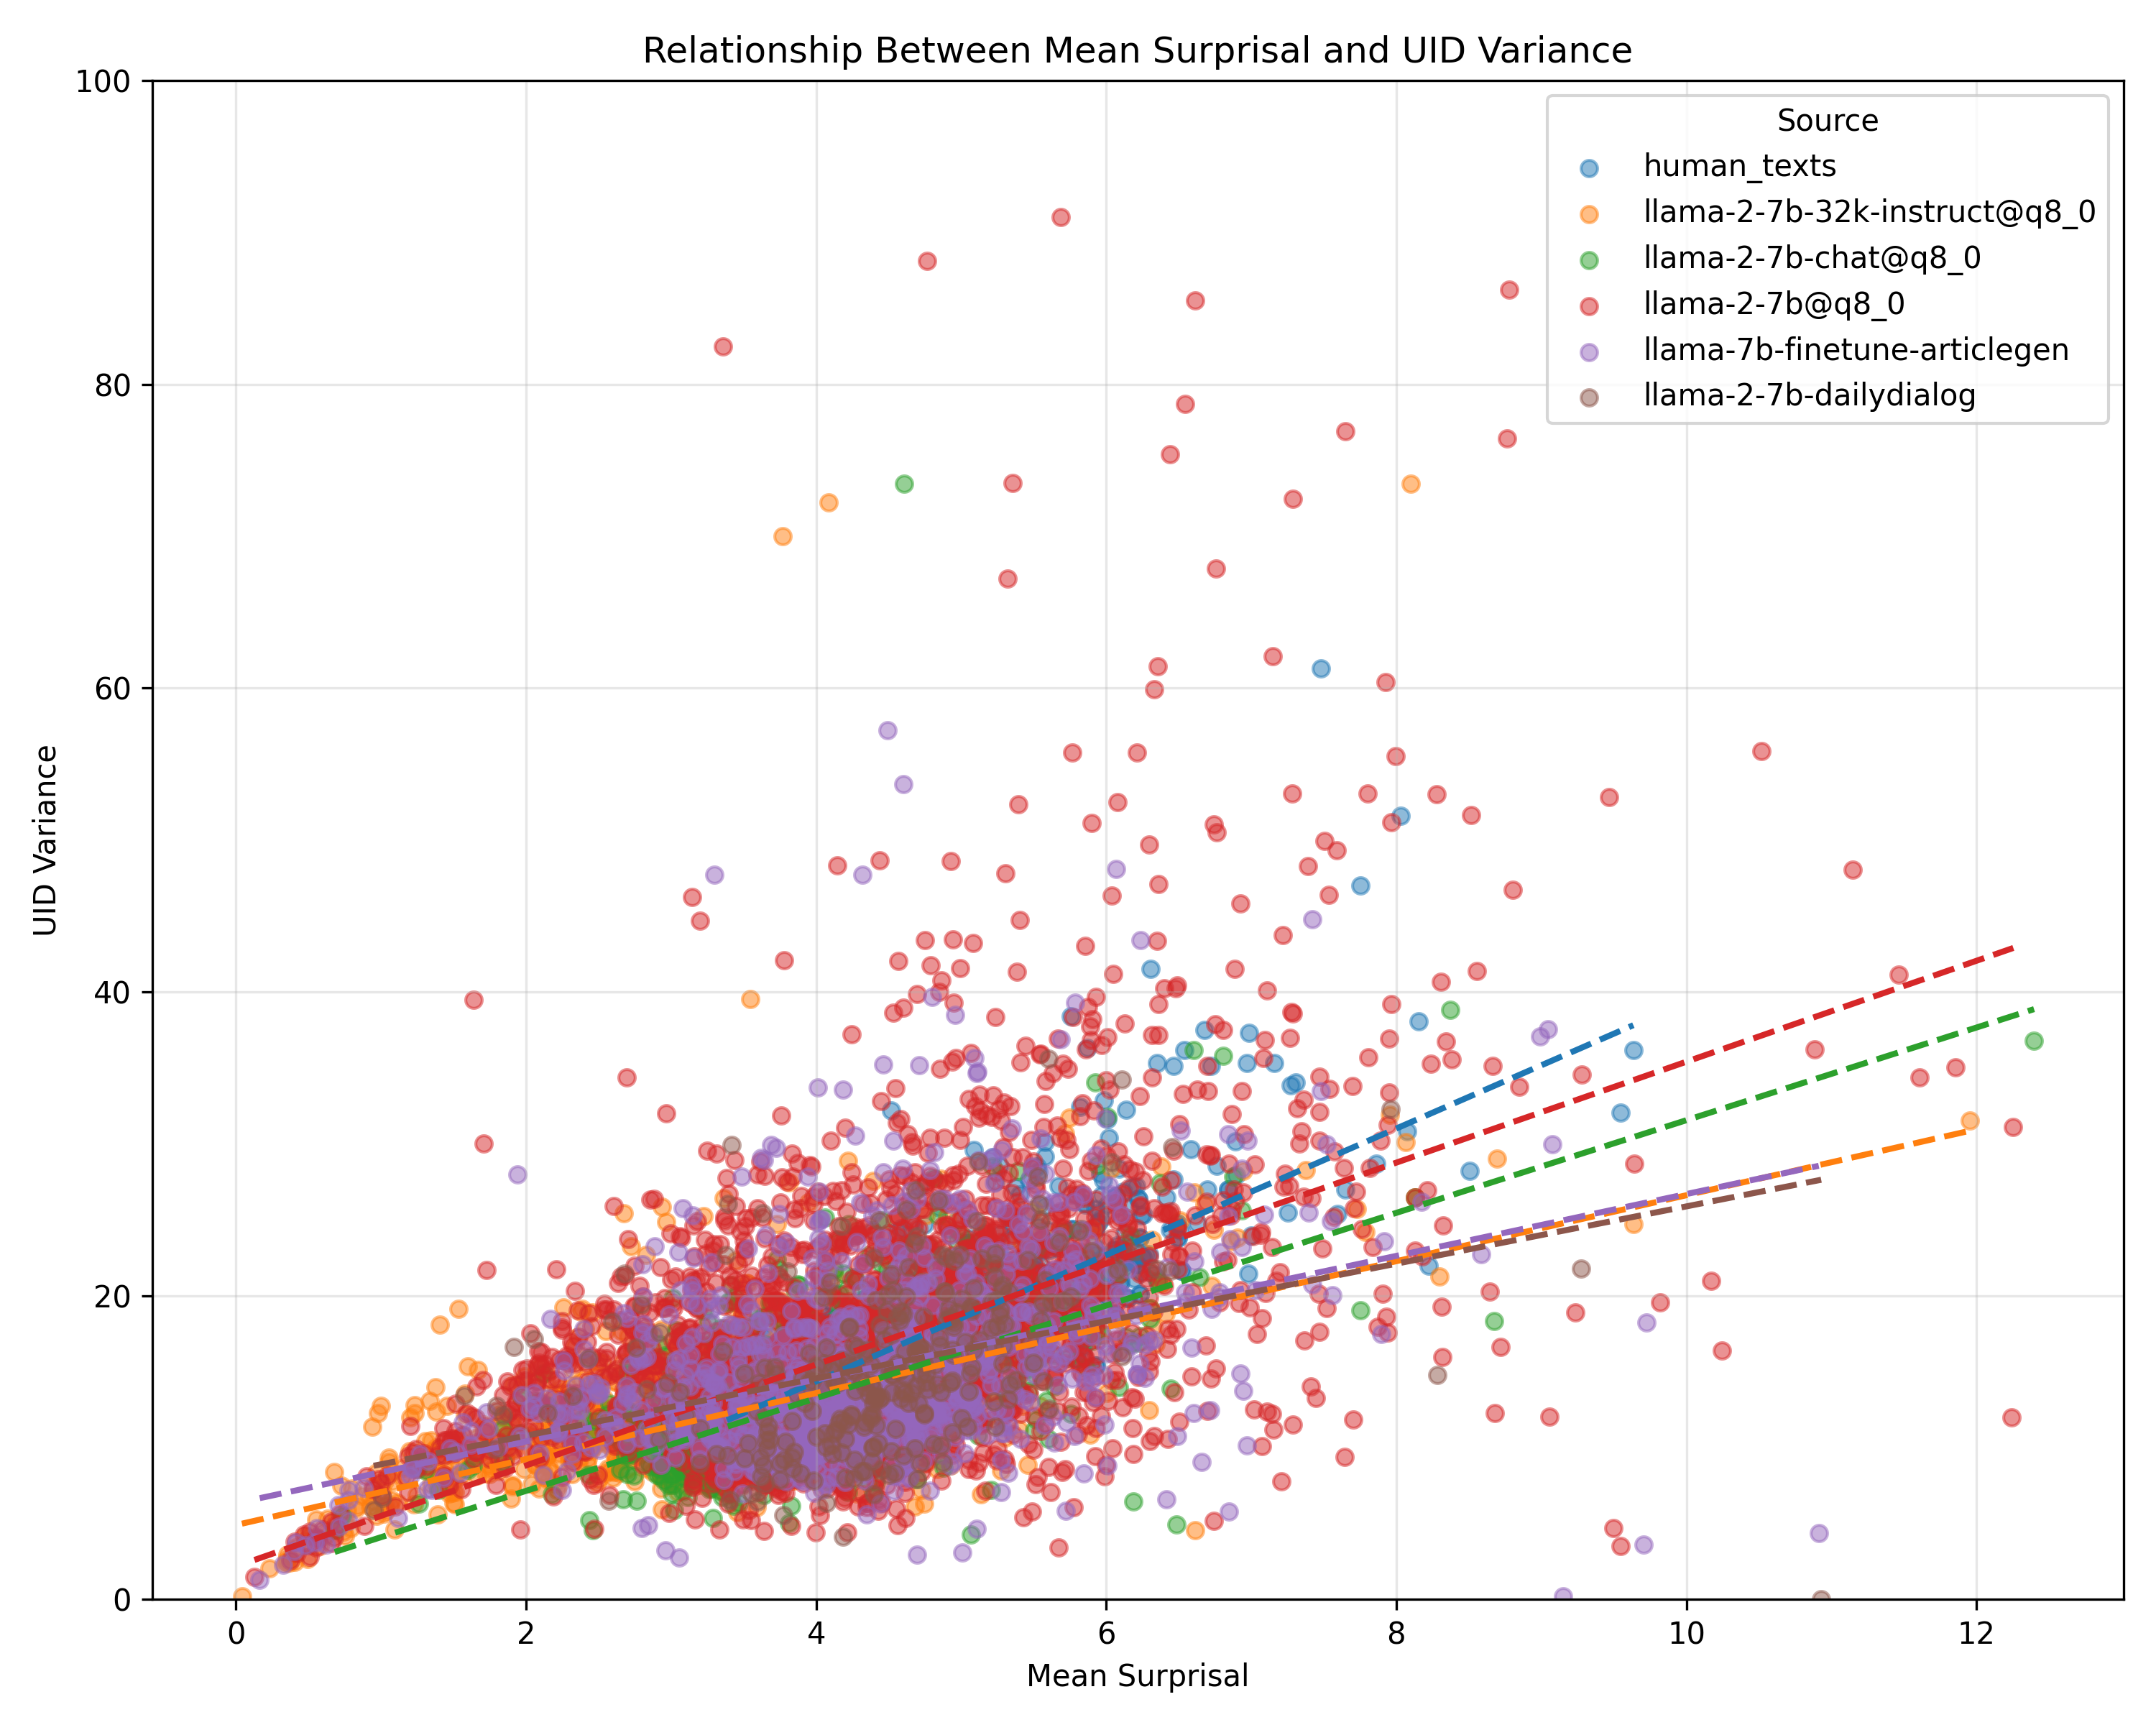 Relationship Between Mean Surprisal and UID Variance
Source
human_texts
llama-2-7b-32k-instruct@q8_0
llama-2-7b-chat@q8_0
llama-2-7b@q8_0
llama-7b-finetune-articlegen
llama-2-7b-dailydialog
UID Variance
100
80
60
40
20
0
0 2 4 6 8 10 12
Mean Surprisal